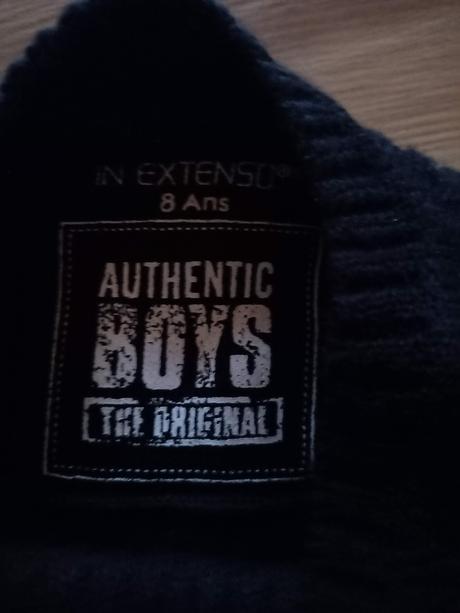 IN EXTENSO®
8 Ans
AUTHENTIC
BOYS
THE ORIGINAL